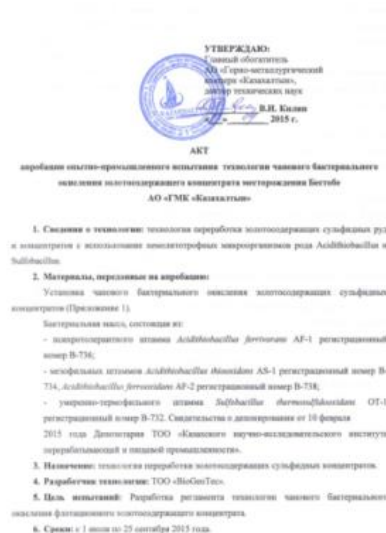 УТВЕРЖДАЮ:
Главный обогатитель
АО «Горно-металлургический
концерн «Казахалтын»,
доктор технических наук
В.И. Килин
2015 г.
АКТ
апробации опытно-промышленного испытания технологии чанового бактериального
окисления золотосодержащего концентрата месторождения Бестобе
АО «ГМК «Казахалтын»
1. Сведения о технологии: технология переработки золотосодержащих сульфидных руд
и концентратов с использование хемолитотрофных микроорганизмов рода Acidithiobacillus и
Sulfobacillus.
2. Материалы, переданные на апробацию:
Установка чанового бактериального окисления золотосодержащих сульфидных
концентратов (Приложение 1).
Бактериальная масса, состоящая из:
- штамма Acidithiobacillus ferrivorans AF-1 регистрационный
номер В-736;
- мезофильных штаммов Acidithiobacillus thiooxidans AS-1 регистрационный номер В-
734, Acidithiobacillus ferrooxidans AF-2 регистрационный номер В-738;
- умеренно-термофильного штамма Sulfobacillus thermosulfidooxidans ОТ-1
регистрационный номер В-732. Свидетельства о депонировании от 10 февраля
2015 года Депозитария ТОО «Казахского научно-исследовательского института
перерабатывающей и пищевой промышленности».
3. Назначение: технология переработки золотосодержащих сульфидных концентратов.
4. Разработчик технологии: ТОО «BioGeoTec».
5. Цель испытаний: Разработка регламента технологии чанового бактериального
окисления флотационного золотосодержащего концентрата.
6. Сроки: с 1 июля по 25 сентября 2015 года.